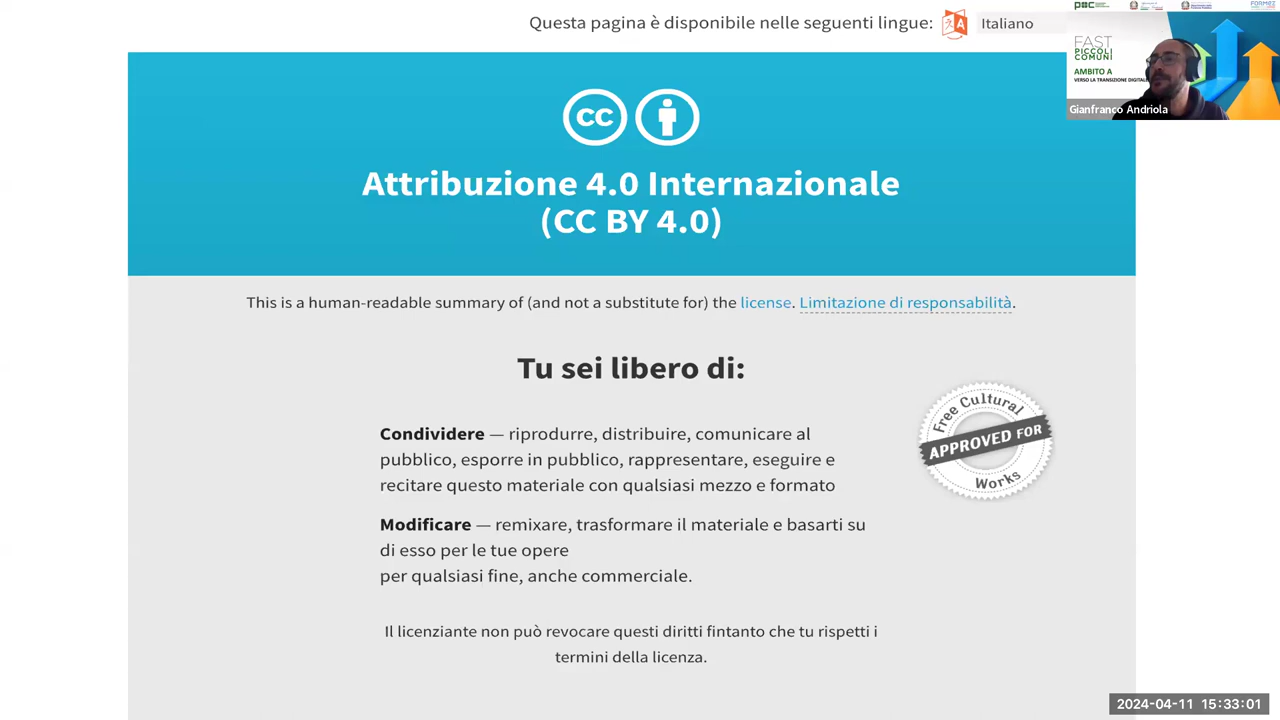 Questa pagina è disponibile nelle seguenti lingue:
Italiano
FAST
PICCOLI
COMUNI
AMBITO A
VERSO LA TRANSIZIONE DIGITALE
Gianfranco Andriola
cc
Attribuzione 4.0 Internazionale
(CC BY 4.0)
This is a human-readable summary of (and not a substitute for) the license. Limitazione di responsabilità.
Tu sei libero di:
Condividere — riprodurre, distribuire, comunicare al
pubblico, esporre in pubblico, rappresentare, eseguire e
recitare questo materiale con qualsiasi mezzo e formato
Free Cultural
APPROVED FOR
Works
Modificare — remixare, trasformare il materiale e basarti su
di esso per le tue opere
per qualsiasi fine, anche commerciale.
Il licenziante non può revocare questi diritti fintanto che tu rispetti i
termini della licenza.
2024-04-11 15:33:01